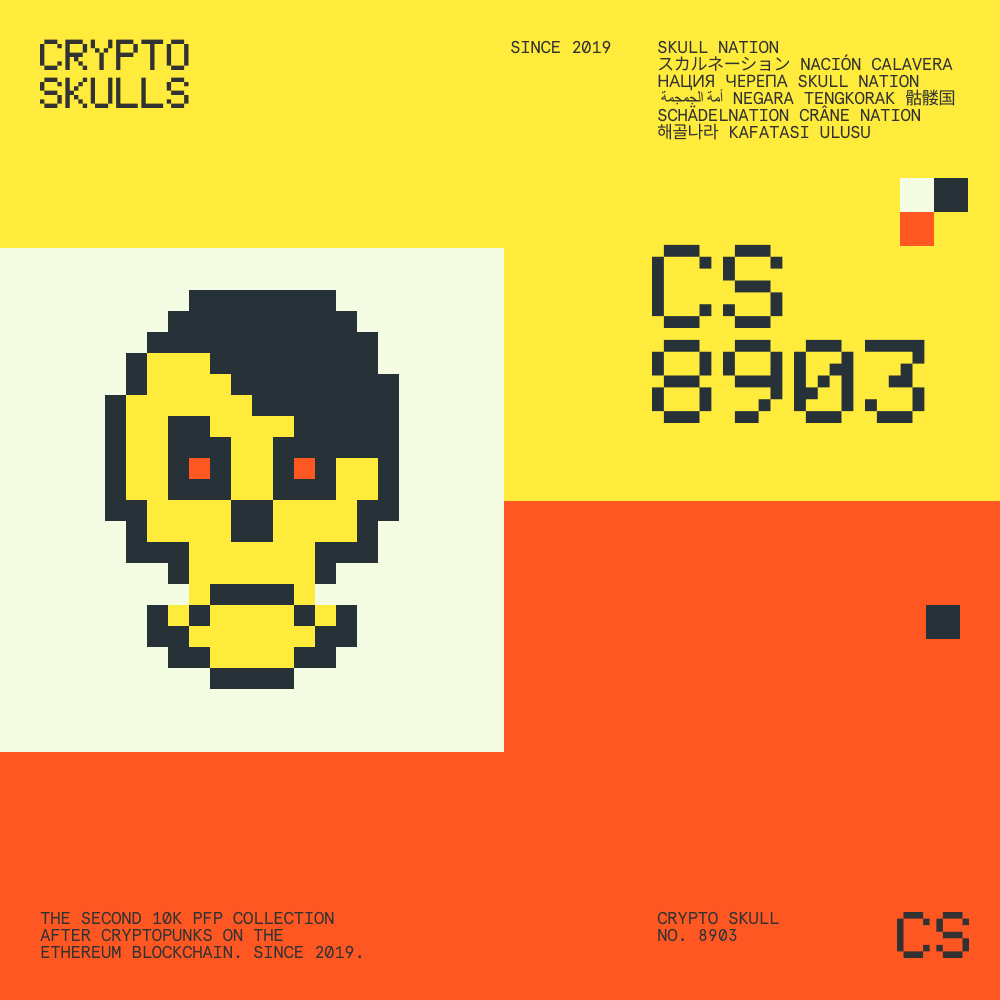 CRYPTO
SKULLS
SINCE 2019
SKULL NATION
スカルネーション NACIÓN CALAVERA
НАЦИЯ ЧЕРЕПА SKULL NATION
أمة الجمجمة NEGARA TENGKORAK 骷髅国
SCHÄDELNATION CRÂNE NATION
해골나라 KAFATASI ULUSU
CS
8903
THE SECOND 10K PFP COLLECTION
AFTER CRYPTOPUNKS ON THE
ETHEREUM BLOCKCHAIN. SINCE 2019.
CRYPTO SKULL
NO. 8903
CS